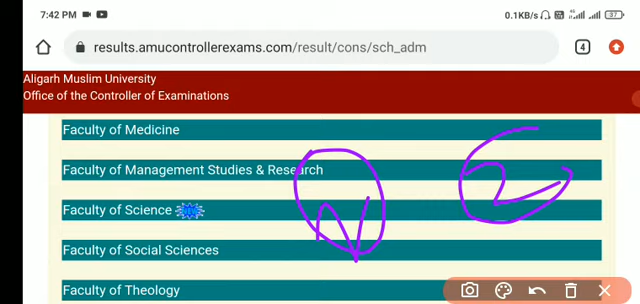 7:42 PM
0.1KB/s 4G 97
results.amucontrollerexams.com/result/cons/sch_adm
4
Aligarh Muslim University
Office of the Controller of Examinations
Faculty of Medicine
Faculty of Management Studies & Research
Faculty of Science
Faculty of Social Sciences
Faculty of Theology